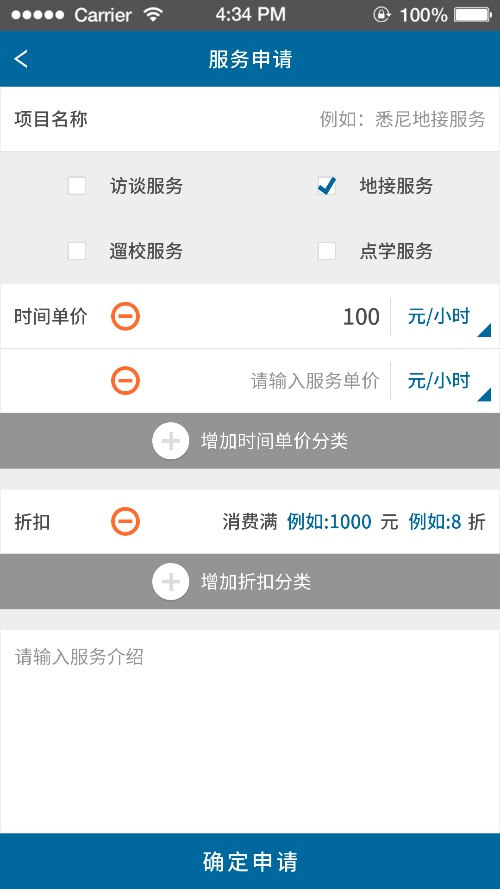 Carrier 4:34 PM 100%
服务申请
项目名称 例如：悉尼地接服务
访谈服务 地接服务
遛校服务 点学服务
时间单价 100 元/小时
请输入服务单价 元/小时
增加时间单价分类
折扣 消费满 例如:1000 元 例如:8 折
增加折扣分类
请输入服务介绍
确定申请